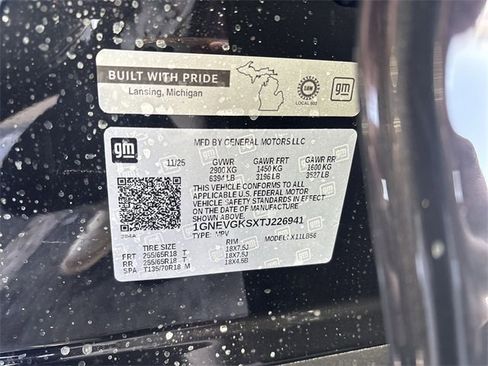 BUILT WITH PRIDE
Lansing, Michigan
LOCAL 602
gm
gm
MFD BY GENERAL MOTORS LLC
11/25 GVWR GAWR FRT GAWR RR
2900 KG 1450 KG 1600 KG
6394 LB 3196 LB 3527 LB
THIS VEHICLE CONFORMS TO ALL
APPLICABLE U.S. FEDERAL MOTOR
VEHICLE SAFETY STANDARDS IN EFFECT
ON THE DATE OF MANUFACTURE
SHOWN ABOVE.
1GNEVGKSXTJ226941
TYPE: MPV MODEL: X11LB56
TIRE SIZE RIM
FRT 255/65R18 T 18X7.5J
RR 255/65R18 T 18X7.5J
SPA T135/70R18 M 18X4.5B